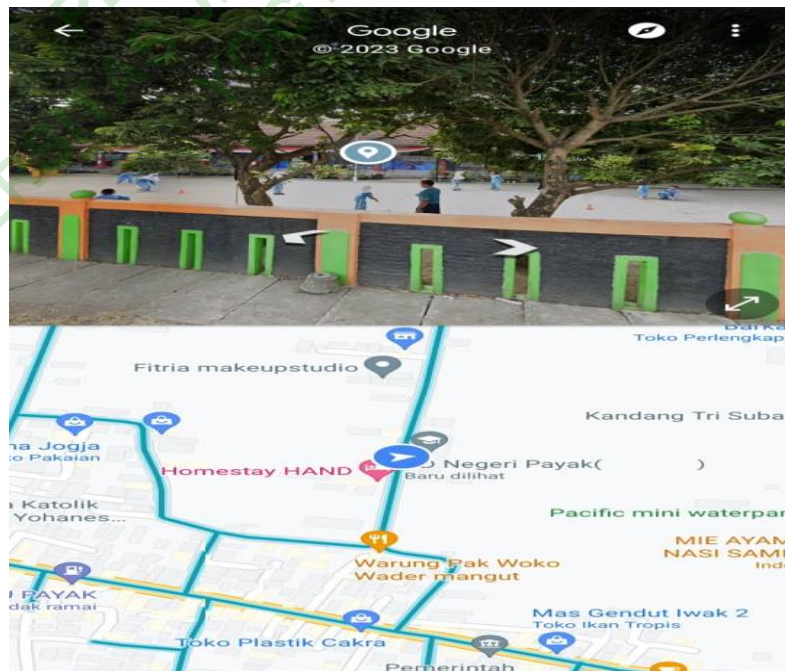 Google
© 2023 Google
Toko Perlengkap
Fitria makeupstudio
Kandang Tri Suba
na Jogja
ko Pakaian
Homestay HAND
D Negeri Payak( )
Baru dilihat
Katolik
Yohanes...
Pacific mini waterpar
MIE AYAM
NASI SAM
Ind
Warung Pak Woko
Wader mangut
U PAYAK
dak ramai
Mas Gendut Iwak 2
Toko Ikan Tropis
Toko Plastik Cakra
Pemerintah